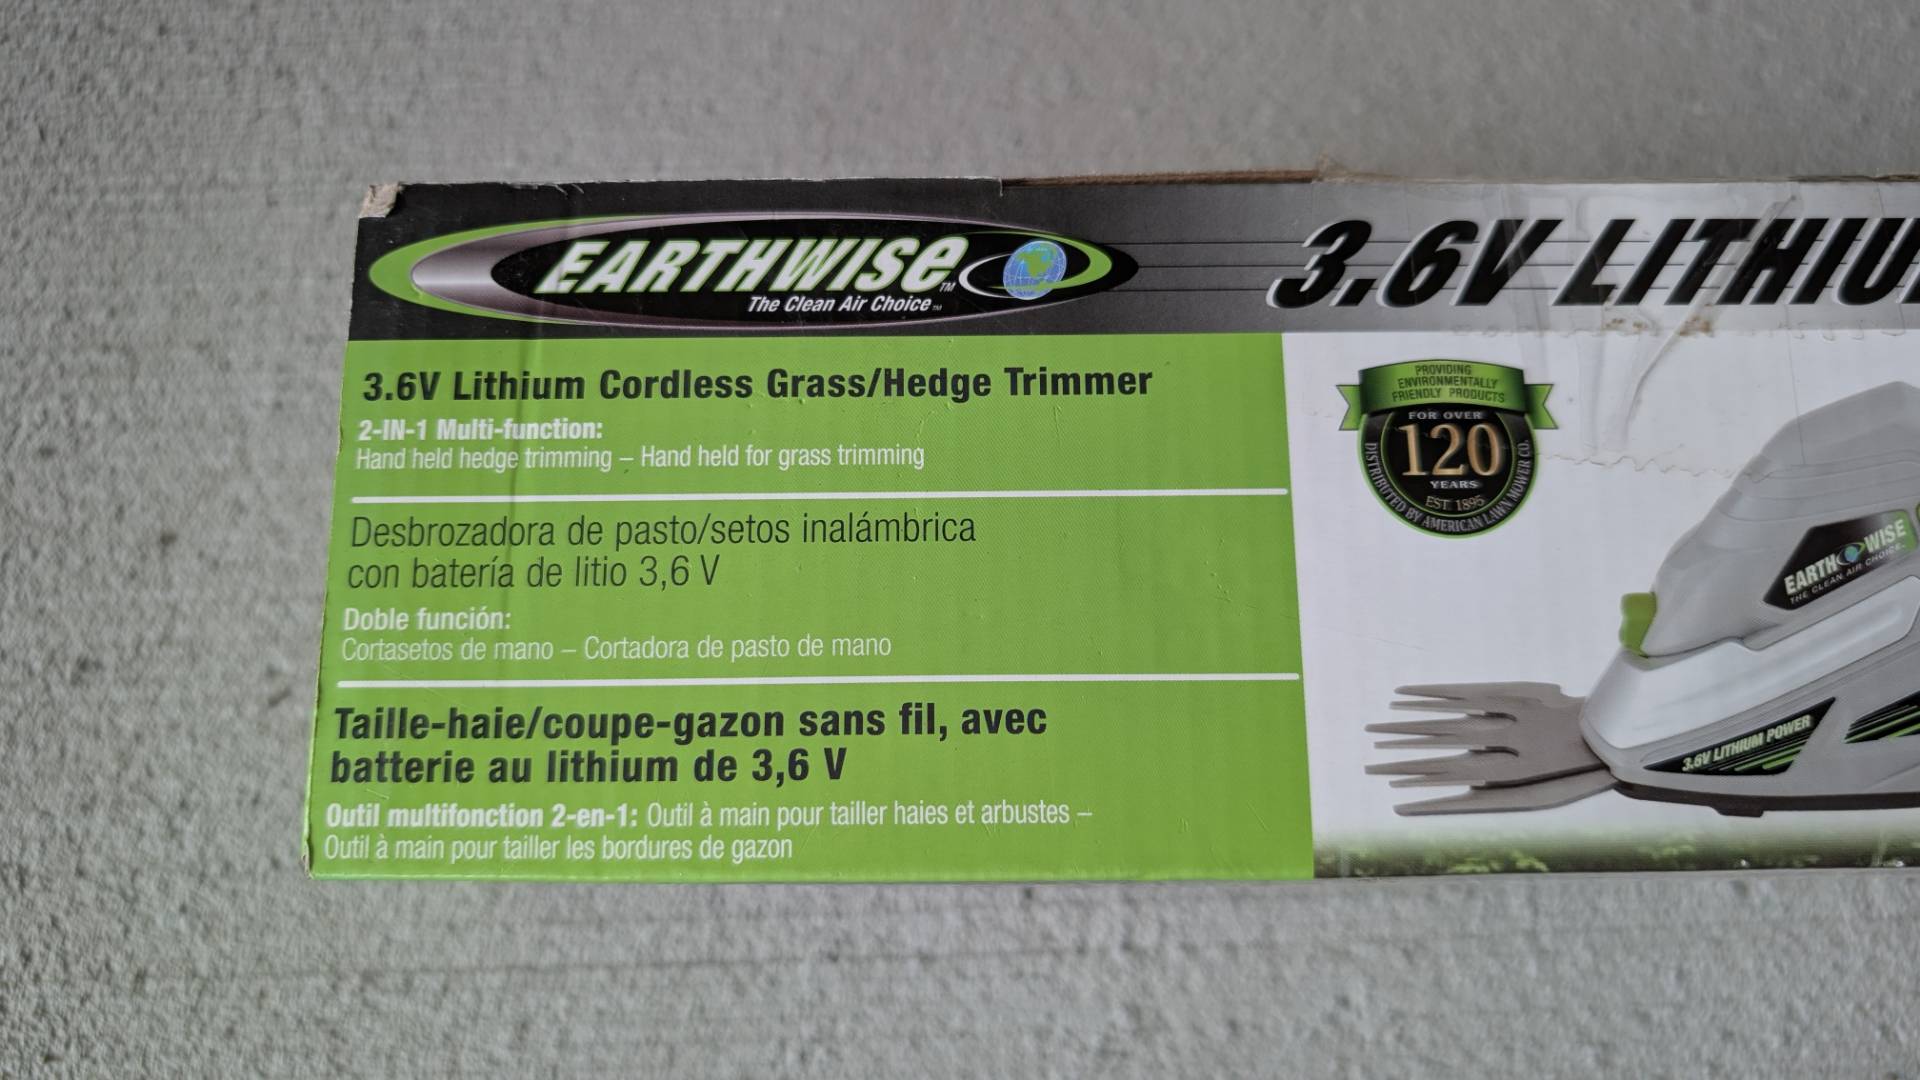 EARTHWISE™
The Clean Air Choice™
3.6V LITHIU
3.6V Lithium Cordless Grass/Hedge Trimmer
2-IN-1 Multi-function:
Hand held hedge trimming – Hand held for grass trimming
Desbrozadora de pasto/setos inalámbrica
con batería de litio 3,6 V
Doble función:
Cortasetos de mano – Cortadora de pasto de mano
Taille-haie/coupe-gazon sans fil, avec
batterie au lithium de 3,6 V
Outil multifonction 2-en-1: Outil à main pour tailler haies et arbustes –
Outil à main pour tailler les bordures de gazon
PROVIDING
ENVIRONMENTALLY
FRIENDLY PRODUCTS
FOR OVER
120
YEARS
EST. 1895
DISTRIBUTED BY AMERICAN LAWN MOWER CO.
EARTHWISE
THE CLEAN AIR CHOICE™
3.6V LITHIUM POWER